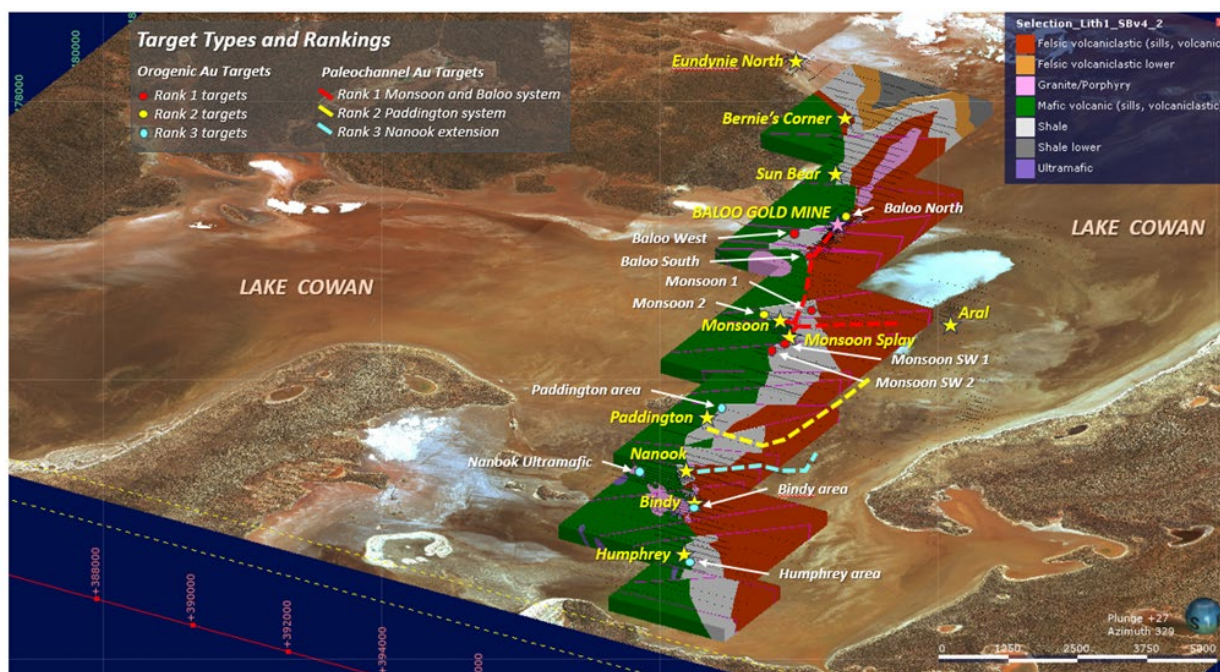 Target Types and Rankings
Orogenic Au Targets
Rank 1 targets
Rank 2 targets
Rank 3 targets
Paleochannel Au Targets
Rank 1 Monsoon and Baloo system
Rank 2 Paddington system
Rank 3 Nanook extension
Selection_Lith1_SBv4_2
Felsic volcaniclastic (sills, volcanic
Felsic volcaniclastic lower
Granite/Porphyry
Mafic volcanic (sills, volcaniclastic
Shale
Shale lower
Ultramafic
Eundynie North
Bernie's Corner
Sun Bear
BALOO GOLD MINE
Baloo North
Baloo West
Baloo South
LAKE COWAN
LAKE COWAN
Monsoon 1
Monsoon 2
Monsoon
Aral
Monsoon Splay
Monsoon SW 1
Monsoon SW 2
Paddington area
Paddington
Nanook
Nanook Ultramafic
Bindy area
Bindy
Humphrey
Humphrey area
+388000
+390000
+392000
+394000
Plunge +27
Azimuth 329
0 1250 2500 3750 5000